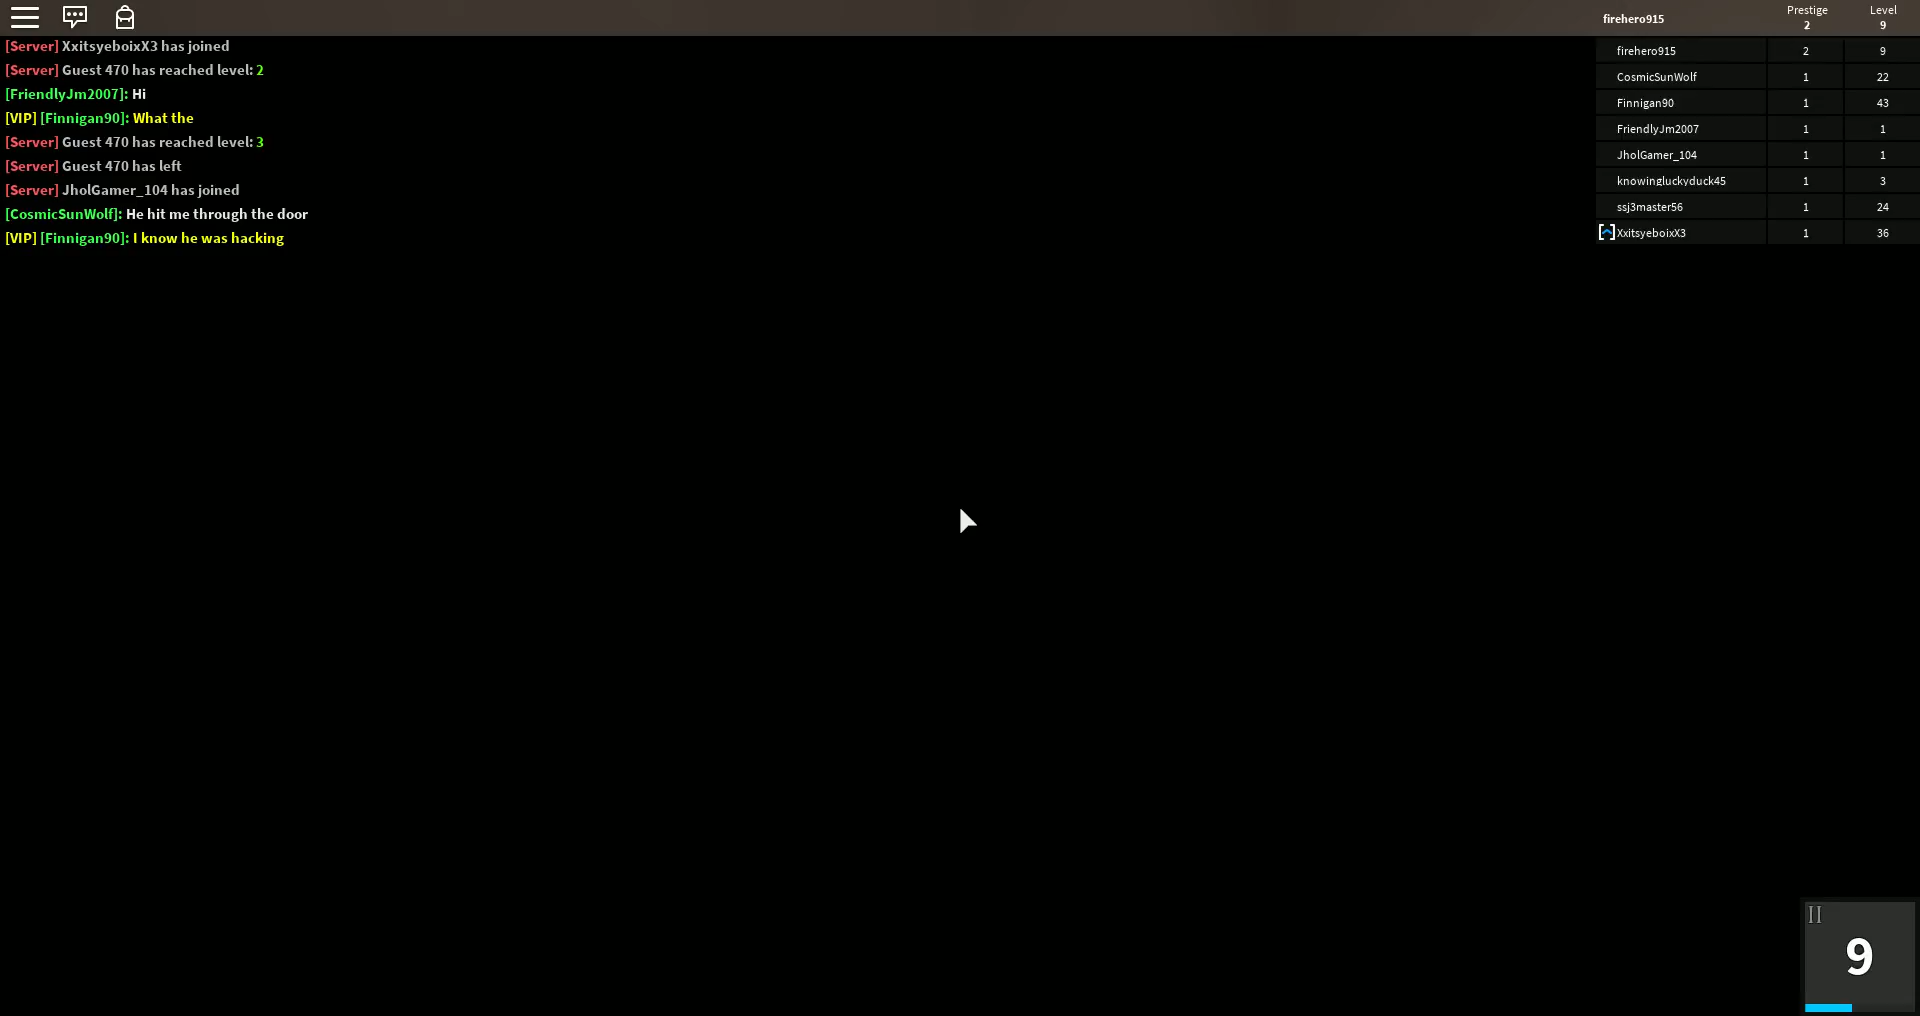 firehero915 Prestige Level
2 9
[Server] XxitsyeboixX3 has joined
[Server] Guest 470 has reached level: 2
[FriendlyJm2007]: Hi
[VIP] [Finnigan90]: What the
[Server] Guest 470 has reached level: 3
[Server] Guest 470 has left
[Server] JholGamer_104 has joined
[CosmicSunWolf]: He hit me through the door
[VIP] [Finnigan90]: I know he was hacking
firehero915 2 9
CosmicSunWolf 1 22
Finnigan90 1 43
FriendlyJm2007 1 1
JholGamer_104 1 1
knowingluckyduck45 1 3
ssj3master56 1 24
XxitsyeboixX3 1 36
II
9